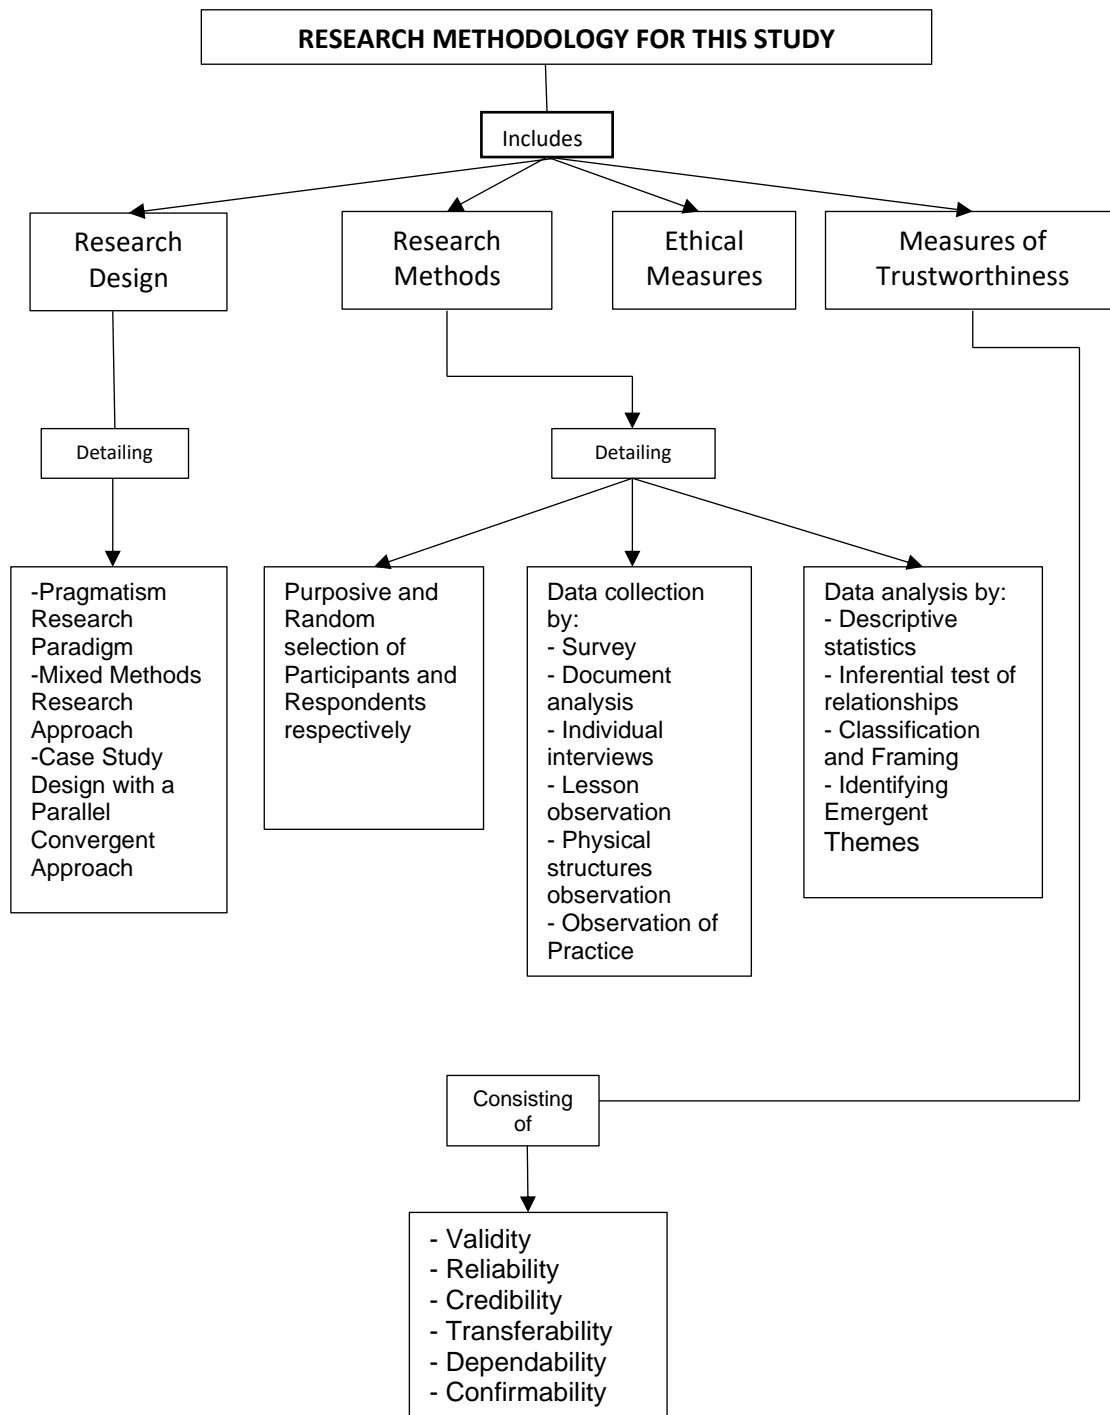 RESEARCH METHODOLOGY FOR THIS STUDY
Includes
Research
Design
Research
Methods
Ethical
Measures
Measures of
Trustworthiness
Detailing
Detailing
-Pragmatism
Research
Paradigm
-Mixed Methods
Research
Approach
-Case Study
Design with a
Parallel
Convergent
Approach
Purposive and
Random
selection of
Participants and
Respondents
respectively
Data collection
by:
- Survey
- Document
analysis
- Individual
interviews
- Lesson
observation
- Physical
structures
observation
- Observation of
Practice
Data analysis by:
- Descriptive
statistics
- Inferential test of
relationships
- Classification
and Framing
- Identifying
Emergent
Themes
Consisting
of
- Validity
- Reliability
- Credibility
- Transferability
- Dependability
- Confirmability